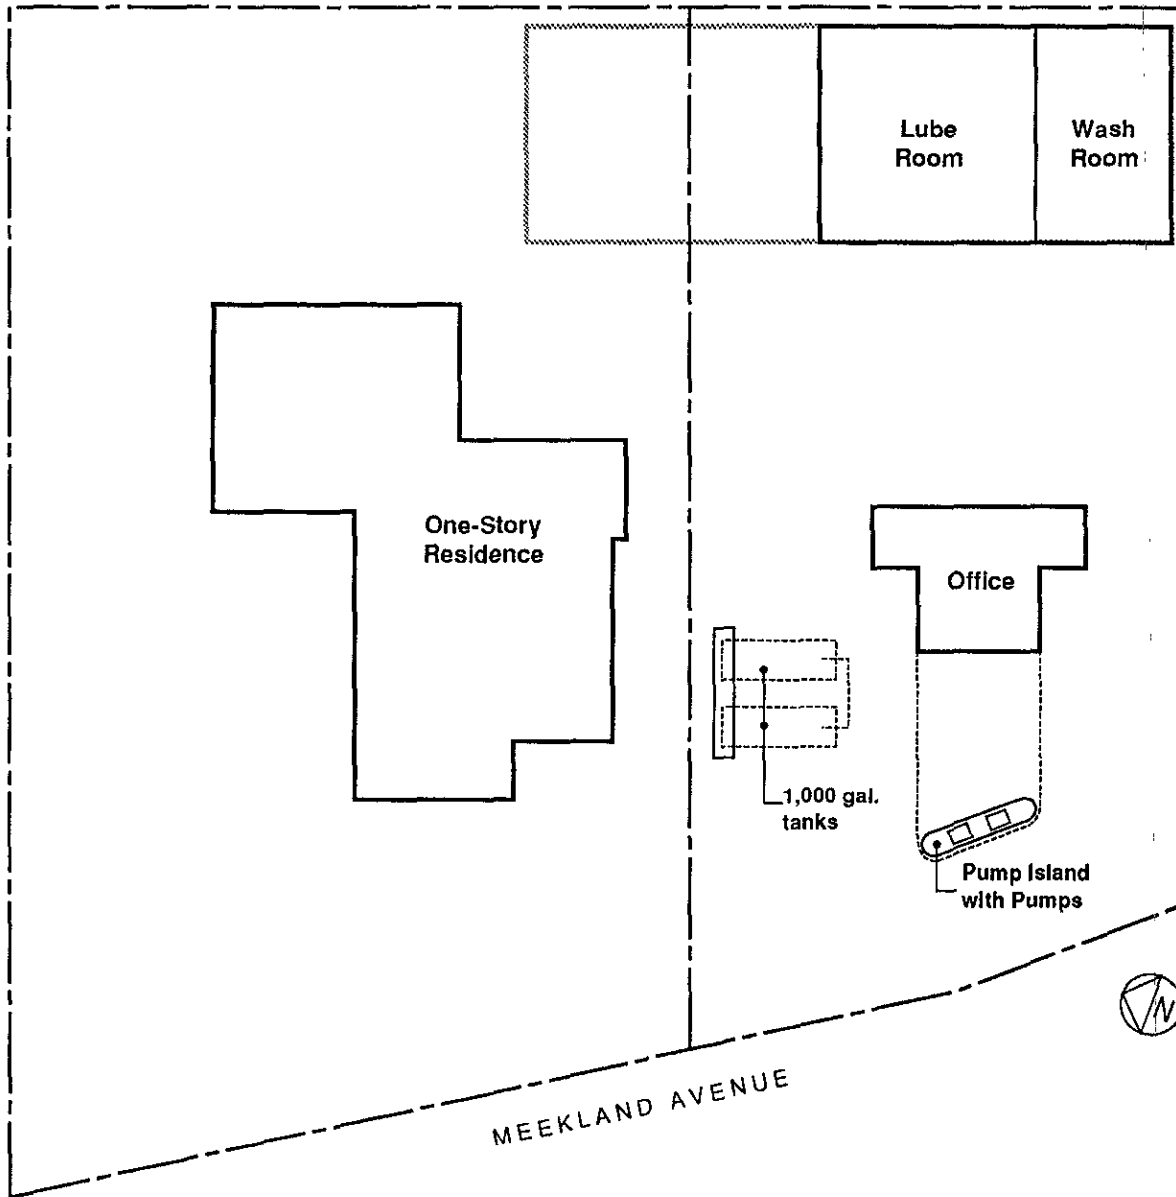 Lube
Room
Wash
Room
One-Story
Residence
Office
1,000 gal.
tanks
Pump Island
with Pumps
N
MEEKLAND AVENUE